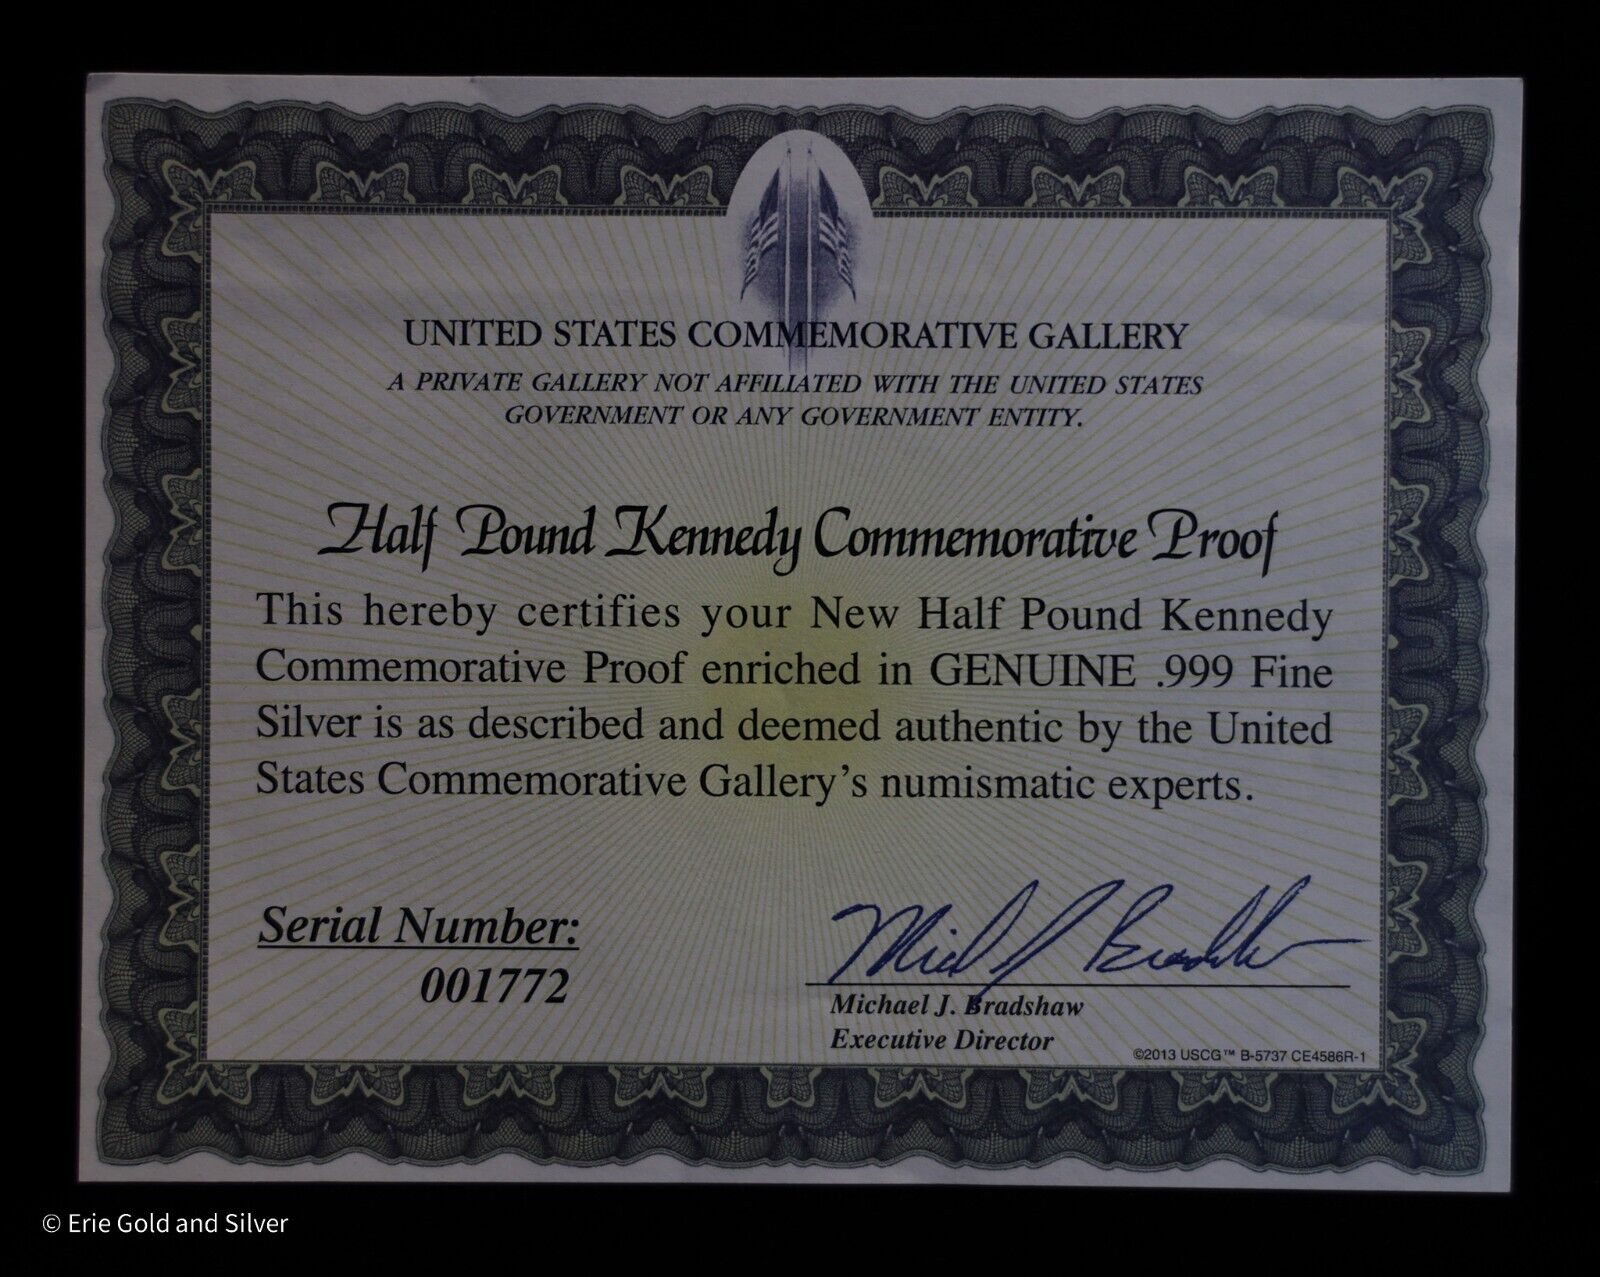 UNITED STATES COMMEMORATIVE GALLERY
A PRIVATE GALLERY NOT AFFILIATED WITH THE UNITED STATES
GOVERNMENT OR ANY GOVERNMENT ENTITY.
Half Pound Kennedy Commemorative Proof
This hereby certifies your New Half Pound Kennedy
Commemorative Proof enriched in GENUINE .999 Fine
Silver is as described and deemed authentic by the United
States Commemorative Gallery's numismatic experts.
Serial Number:
001772
Michael J. Bradshaw
Michael J. Bradshaw
Executive Director
©2013 USCG™ B-5737 CE4586R-1
© Erie Gold and Silver